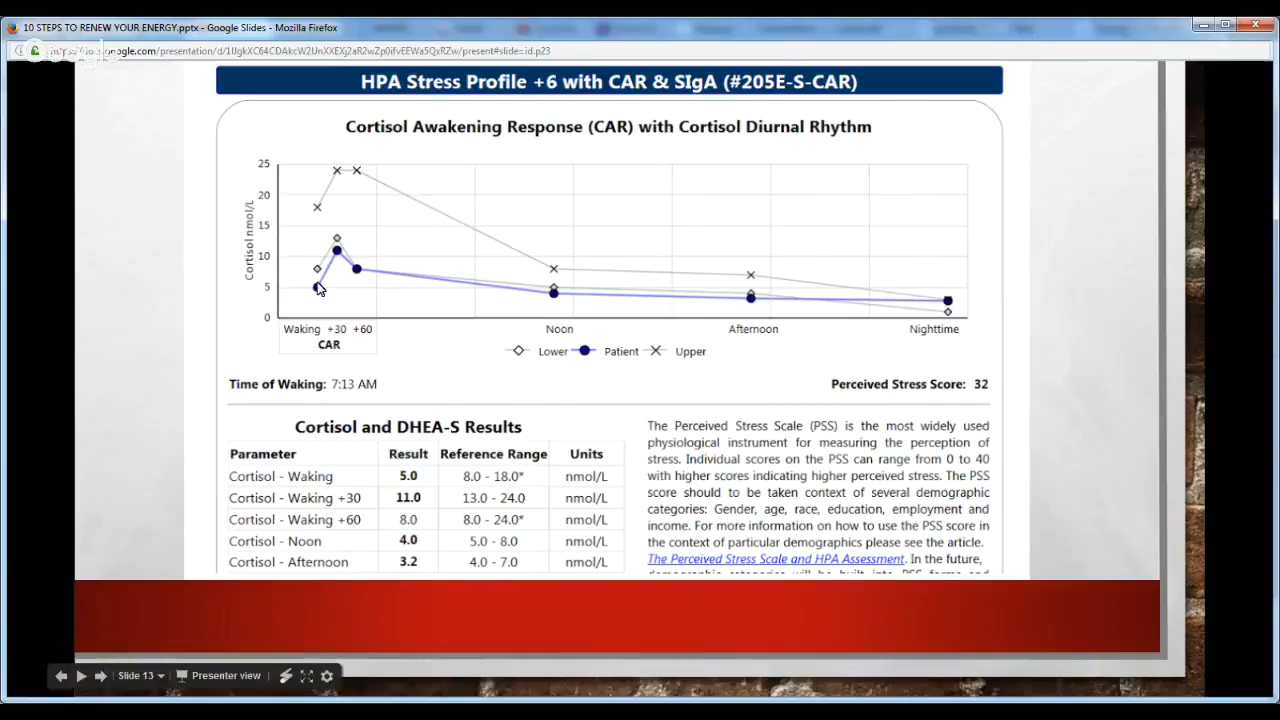 10 STEPS TO RENEW YOUR ENERGY.pptx - Google Slides - Mozilla Firefox
HPA Stress Profile +6 with CAR & SIgA (#205E-S-CAR)
Cortisol Awakening Response (CAR) with Cortisol Diurnal Rhythm
Cortisol nmol/L
25
20
15
10
5
0
Waking +30 +60 Noon Afternoon Nighttime
CAR
Lower Patient Upper
Time of Waking: 7:13 AM Perceived Stress Score: 32
Cortisol and DHEA-S Results
Parameter Result Reference Range Units
Cortisol - Waking 5.0 8.0 - 18.0* nmol/L
Cortisol - Waking +30 11.0 13.0 - 24.0 nmol/L
Cortisol - Waking +60 8.0 8.0 - 24.0* nmol/L
Cortisol - Noon 4.0 5.0 - 8.0 nmol/L
Cortisol - Afternoon 3.2 4.0 - 7.0 nmol/L
The Perceived Stress Scale (PSS) is the most widely used
physiological instrument for measuring the perception of
stress. Individual scores on the PSS can range from 0 to 40
with higher scores indicating higher perceived stress. The PSS
score should to be taken context of several demographic
categories: Gender, age, race, education, employment and
income. For more information on how to use the PSS score in
the context of particular demographics please see the article.
The Perceived Stress Scale and HPA Assessment. In the future,
demographic categories will be built into PSS forms and
Slide 13 Presenter view